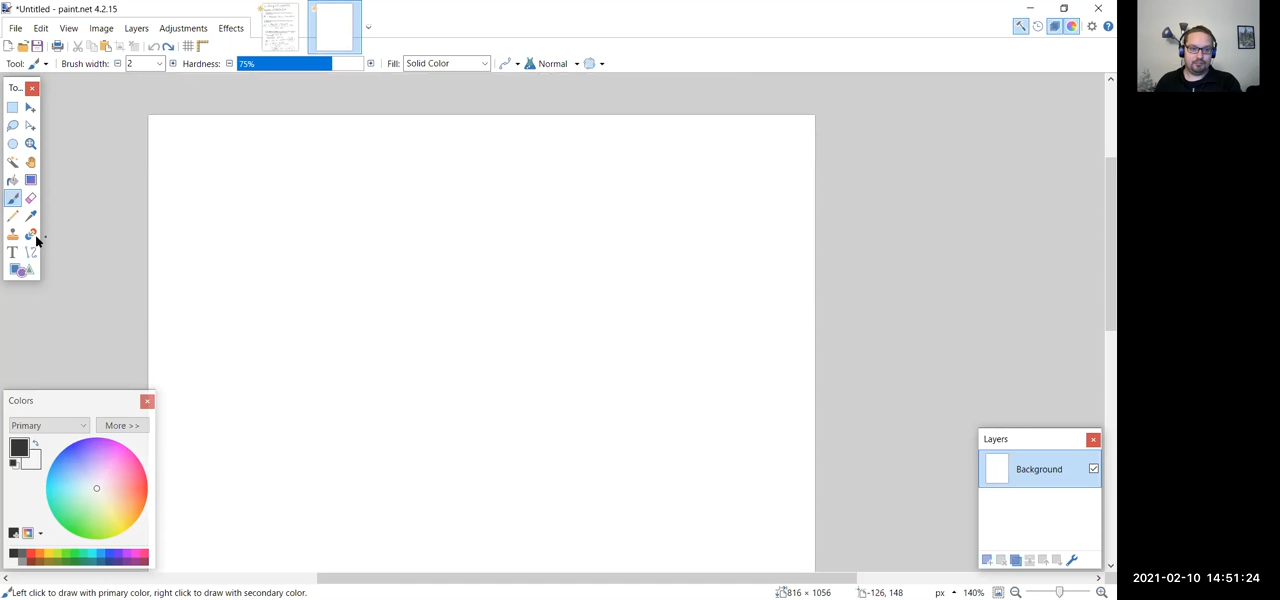 *Untitled - paint.net 4.2.15
File Edit View Image Layers Adjustments Effects
Tool: Brush width: 2 Hardness: 75% Fill: Solid Color Normal
To...
T
Colors
Primary More >>
Layers
Background
Left click to draw with primary color, right click to draw with secondary color. 816 × 1056 -126, 148 px 140%
2021-02-10 14:51:24